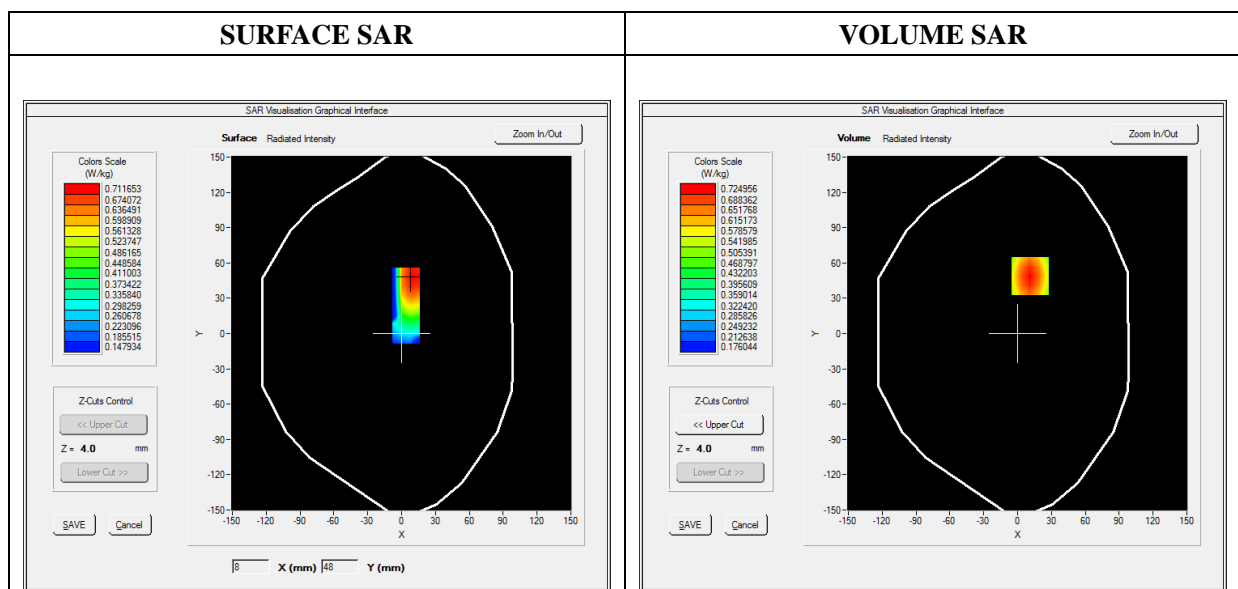 SURFACE SAR
VOLUME SAR
SAR Visualisation Graphical Interface
Surface Radiated Intensity
Zoom In/Out
Colors Scale
(W/kg)
0.711653
0.674072
0.636491
0.598909
0.561328
0.523747
0.486165
0.448584
0.411003
0.373422
0.335840
0.298259
0.260678
0.223096
0.185515
0.147934
Z-Cuts Control
<< Upper Cut
Z = 4.0 mm
Lower Cut >>
SAVE Cancel
150
120
90
60
30
0
-30
-60
-90
-120
-150
Y
-150 -120 -90 -60 -30 0 30 60 90 120 150
X
8 X (mm) 48 Y (mm)
SAR Visualisation Graphical Interface
Volume Radiated Intensity
Zoom In/Out
Colors Scale
(W/kg)
0.724956
0.688362
0.651768
0.615173
0.578579
0.541985
0.505391
0.468797
0.432203
0.395609
0.359014
0.322420
0.285826
0.249232
0.212638
0.176044
Z-Cuts Control
<< Upper Cut
Z = 4.0 mm
Lower Cut >>
SAVE Cancel
150
120
90
60
30
0
-30
-60
-90
-120
-150
Y
-150 -120 -90 -60 -30 0 30 60 90 120 150
X